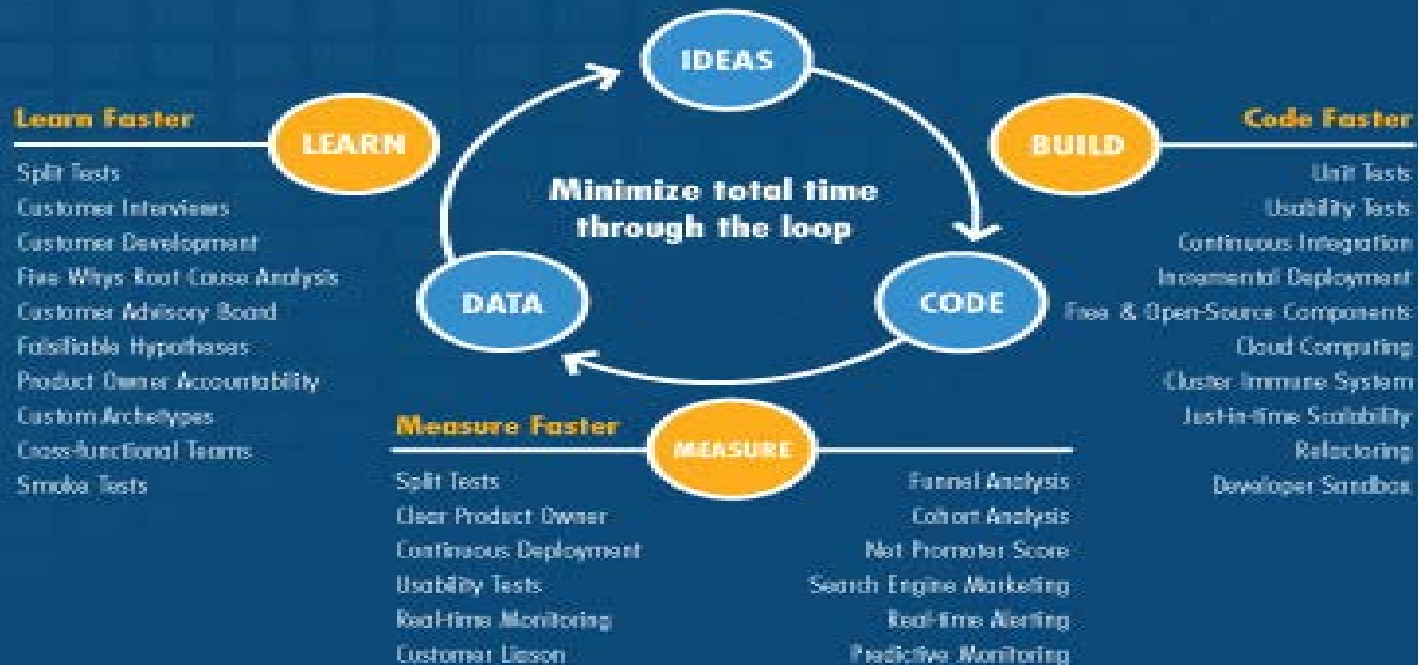 IDEAS
Learn Faster
LEARN
Split Tests
Customer Interviews
Customer Development
Five Whys Root Cause Analysis
Customer Advisory Board
Falsifiable Hypotheses
Product Owner Accountability
Custom Archetypes
Cross-functional Teams
Smoke Tests
Minimize total time
through the loop
DATA
CODE
BUILD
Code Faster
Unit Tests
Usability Tests
Continuous Integration
Incremental Deployment
Free & Open-Source Components
Cloud Computing
Cluster Immune System
Just-in-time Scalability
Refactoring
Developer Sandbox
Measure Faster
MEASURE
Split Tests
Clear Product Owner
Continuous Deployment
Usability Tests
Real-time Monitoring
Customer Liason
Funnel Analysis
Cohort Analysis
Net Promoter Score
Search Engine Marketing
Real-time Alerting
Predictive Monitoring